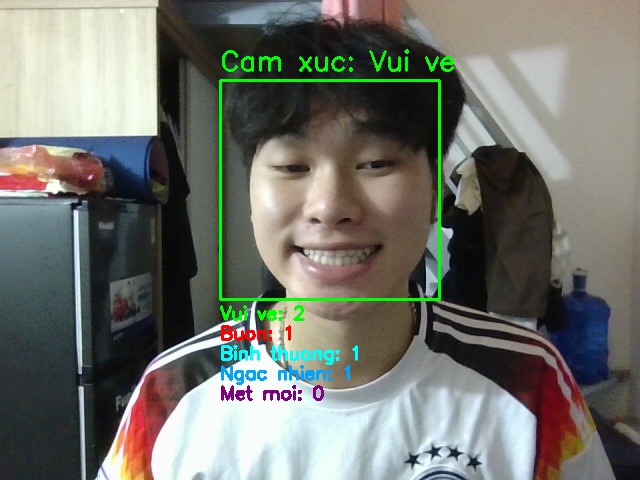 Cam xuc: Vui ve
Vui ve: 2
Buon: 1
Binh thuong: 1
Ngac nhien: 1
Met moi: 0